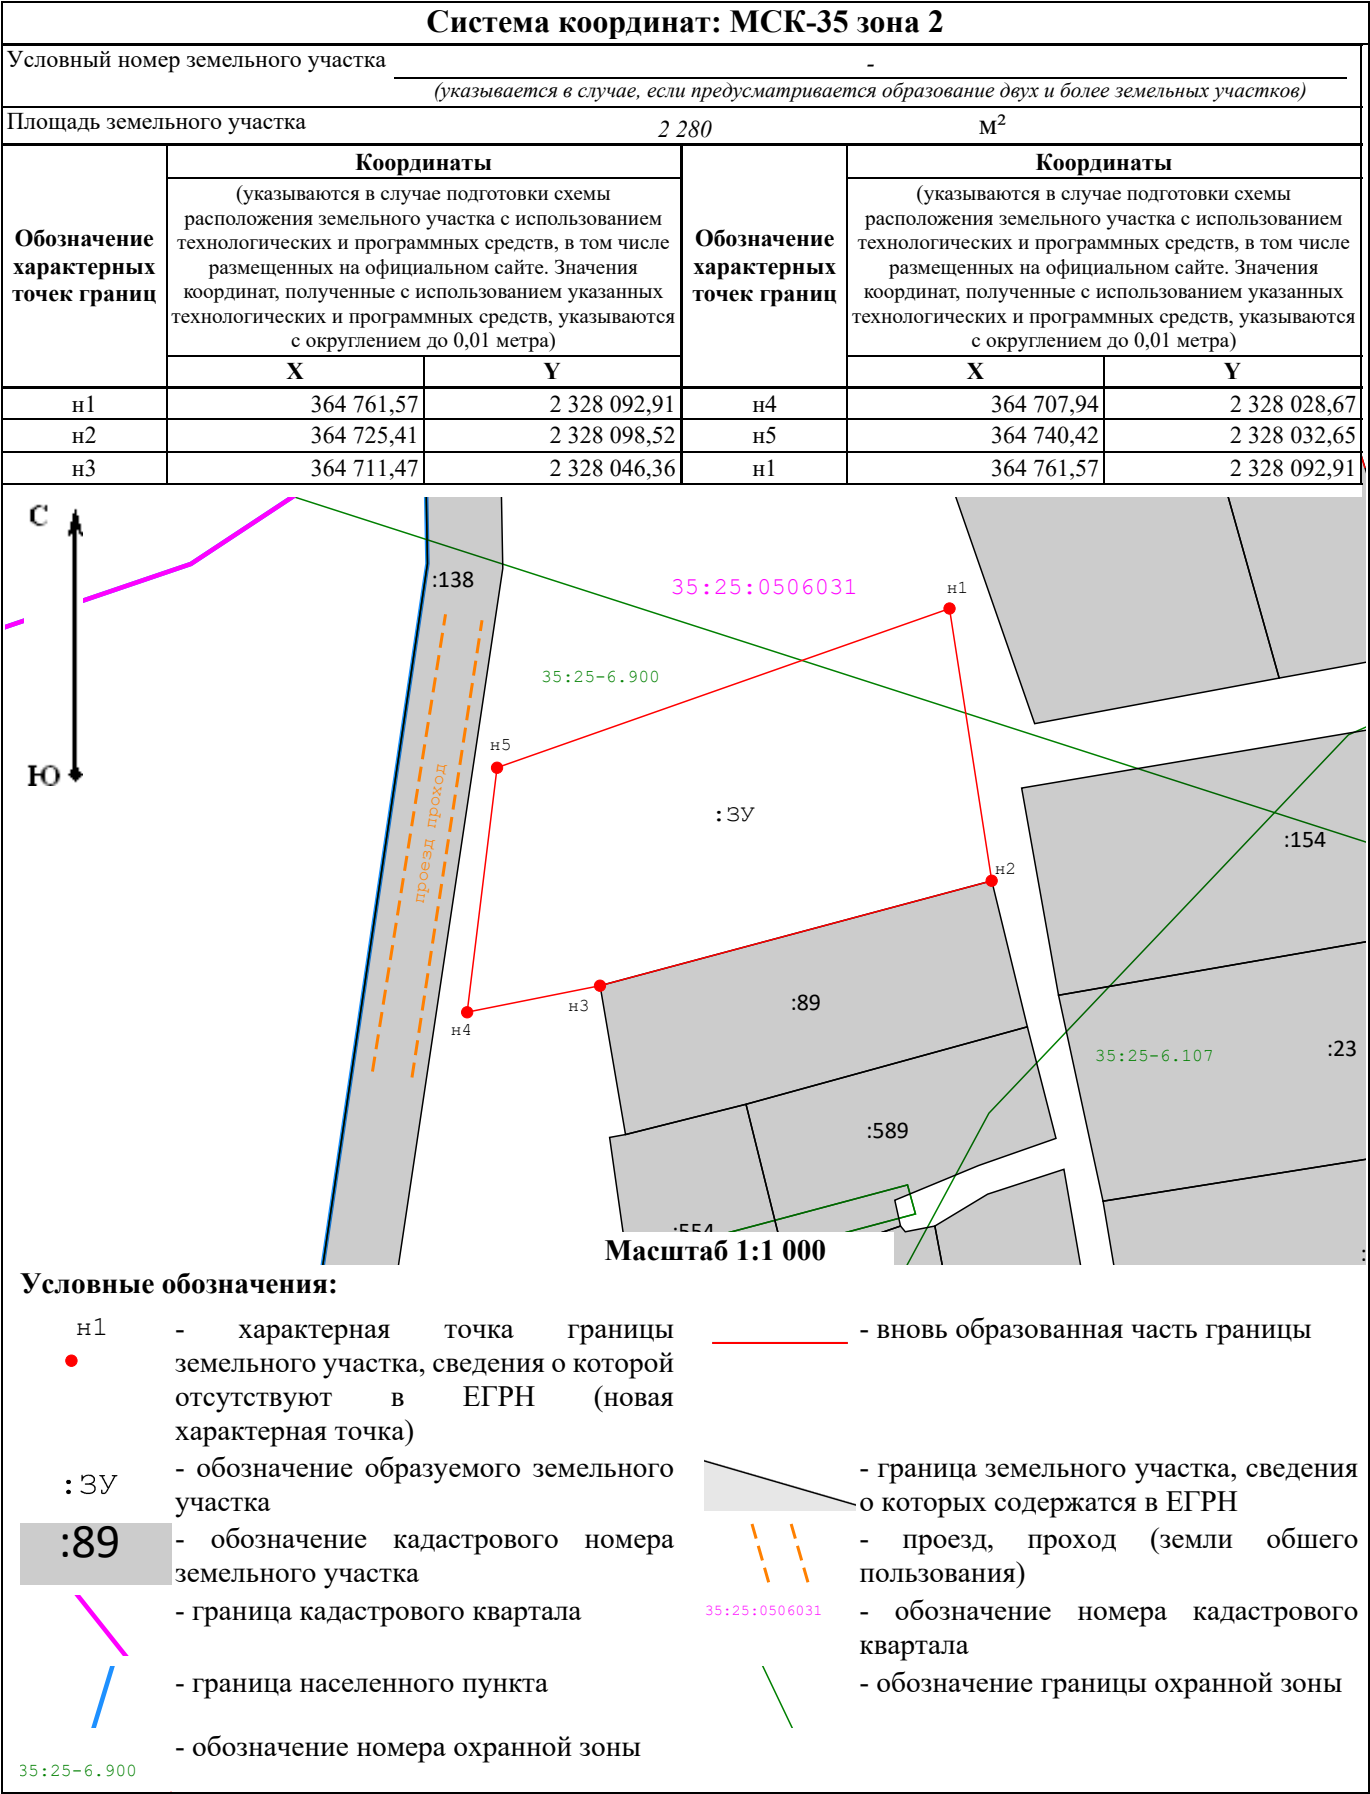 Система координат: МСК-35 зона 2
Условный номер земельного участка -
(указывается в случае, если предусматривается образование двух и более земельных участков)
Площадь земельного участка 2 280 м²
Обозначение характерных точек границ
Координаты
(указываются в случае подготовки схемы
расположения земельного участка с использованием
технологических и программных средств, в том числе
размещенных на официальном сайте. Значения
координат, полученные с использованием указанных
технологических и программных средств, указываются
с округлением до 0,01 метра)
X Y
Обозначение характерных точек границ
Координаты
(указываются в случае подготовки схемы
расположения земельного участка с использованием
технологических и программных средств, в том числе
размещенных на официальном сайте. Значения
координат, полученные с использованием указанных
технологических и программных средств, указываются
с округлением до 0,01 метра)
X Y
н1 364 761,57 2 328 092,91 н4 364 707,94 2 328 028,67
н2 364 725,41 2 328 098,52 н5 364 740,42 2 328 032,65
н3 364 711,47 2 328 046,36 н1 364 761,57 2 328 092,91
С
Ю
:138
35:25:0506031
н1
35:25-6.900
н5
проезд проход
:ЗУ
:154
н2
н3
:89
н4
35:25-6.107
:23
:589
:554
Масштаб 1:1 000
Условные обозначения:
н1
- характерная точка границы
земельного участка, сведения о которой
отсутствуют в ЕГРН (новая
характерная точка)
- вновь образованная часть границы
:ЗУ
- обозначение образуемого земельного
участка
- граница земельного участка, сведения
о которых содержатся в ЕГРН
:89
- обозначение кадастрового номера
земельного участка
- проезд, проход (земли обшего
пользования)
- граница кадастрового квартала
35:25:0506031
- обозначение номера кадастрового
квартала
- граница населенного пункта
- обозначение границы охранной зоны
35:25-6.900
- обозначение номера охранной зоны